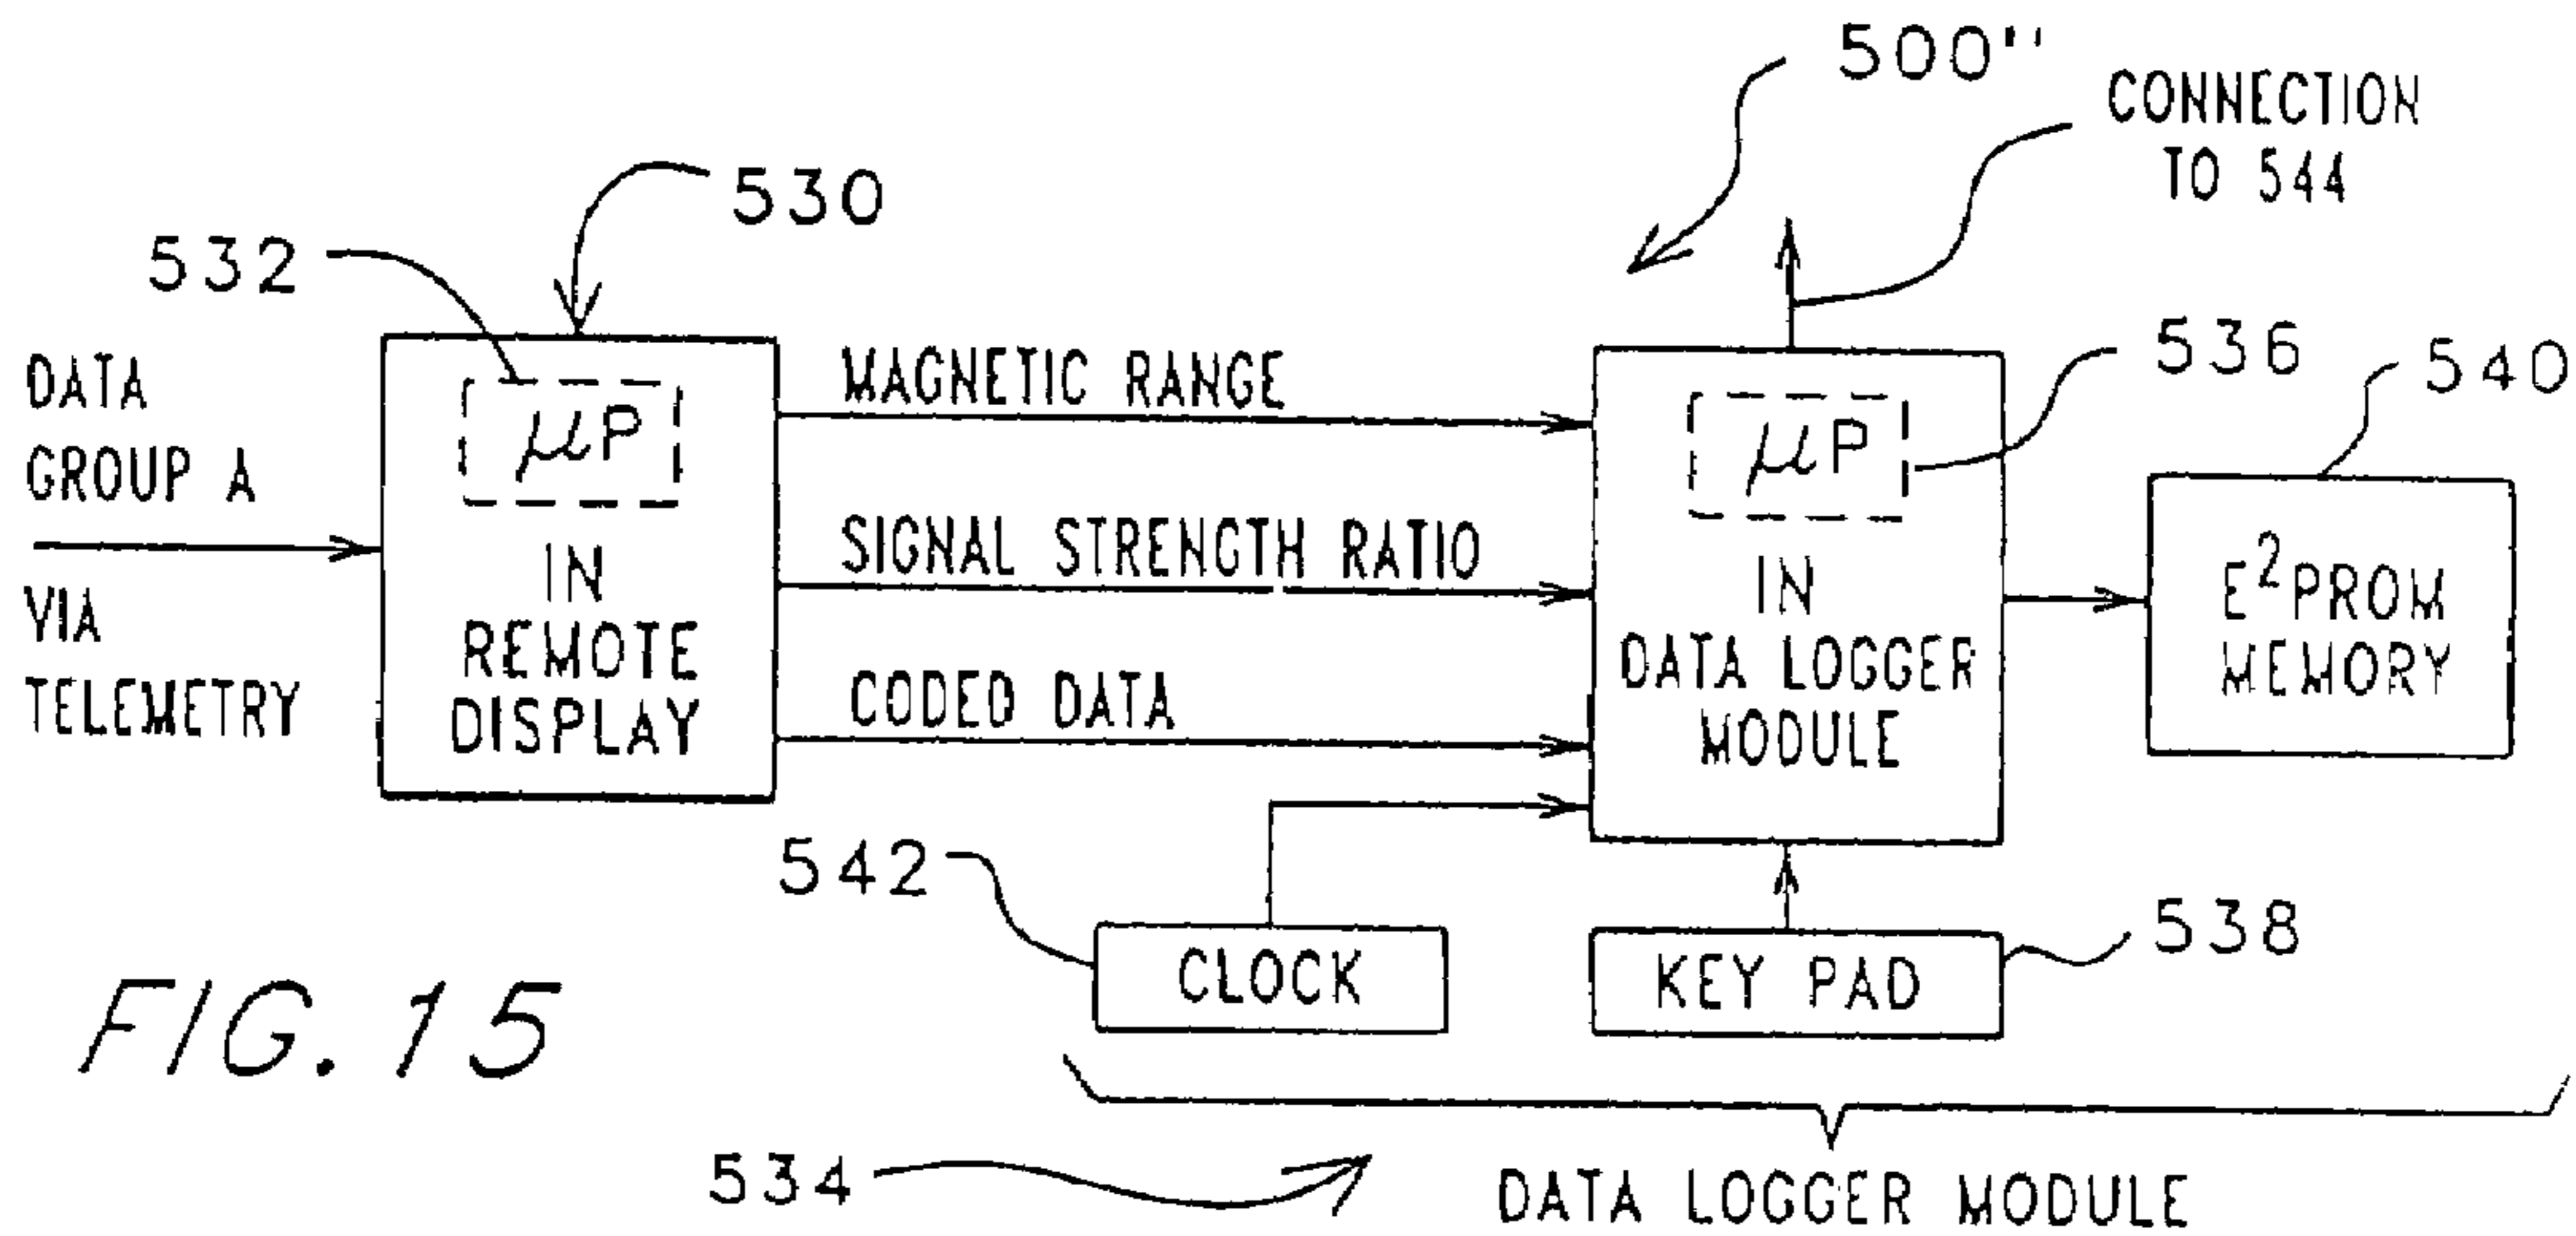 500''
CONNECTION
TO 544
530
532
536
540
DATA
GROUP A
VIA
TELEMETRY
μP
IN
REMOTE
DISPLAY
MAGNETIC RANGE
SIGNAL STRENGTH RATIO
CODED DATA
μP
IN
DATA LOGGER
MODULE
E²PROM
MEMORY
542
CLOCK
KEY PAD
538
FIG. 15
534
DATA LOGGER MODULE